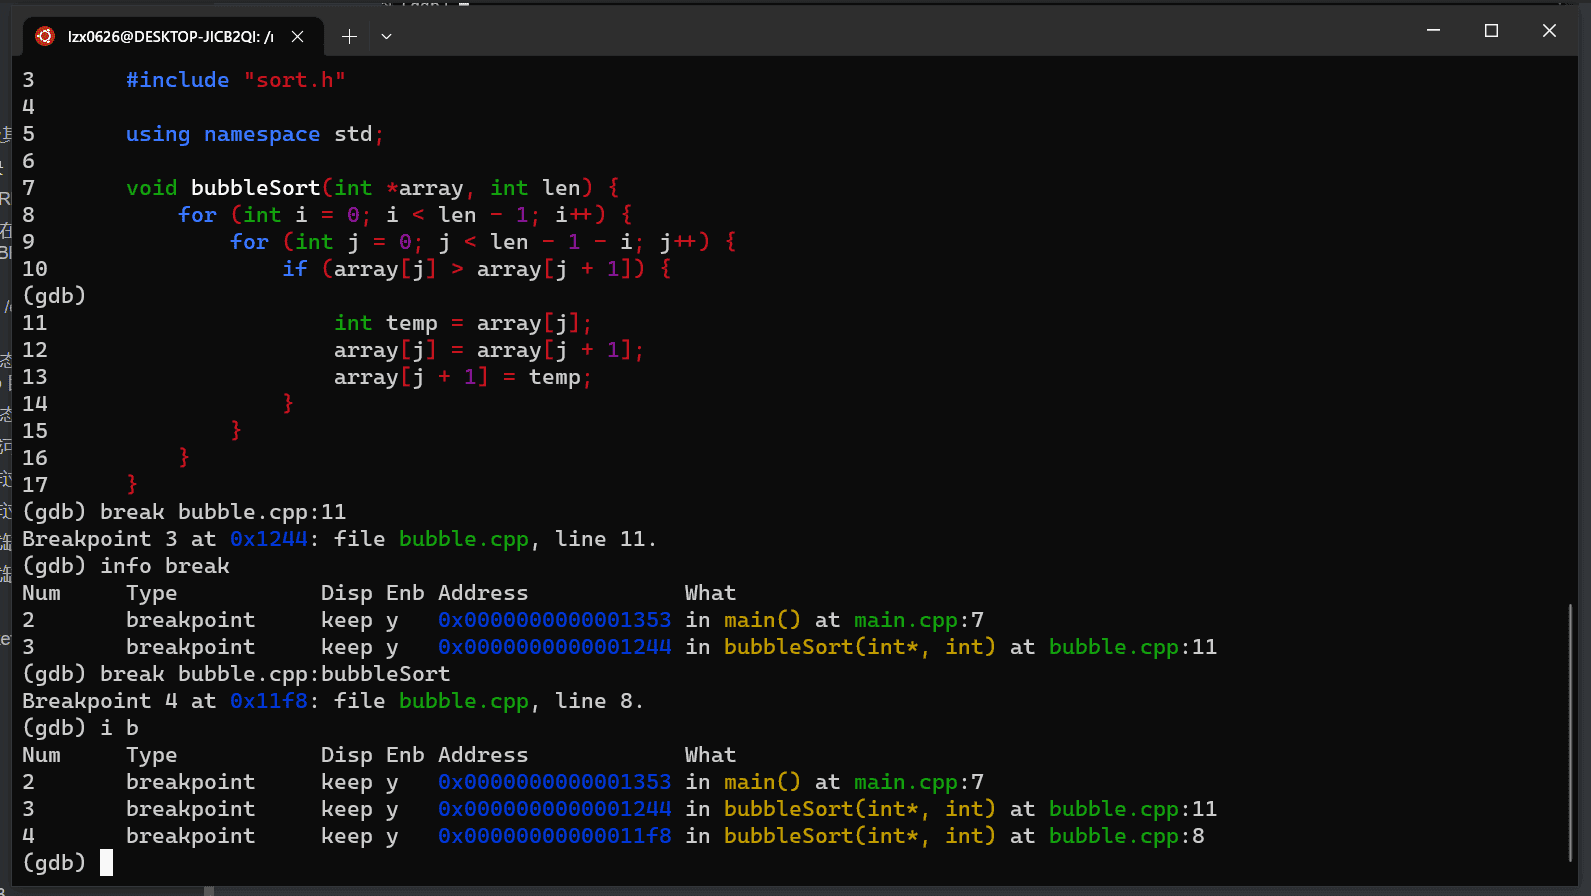 lzx0626@DESKTOP-JICB2QI: /r
3       #include "sort.h"
4
5       using namespace std;
6
7       void bubbleSort(int *array, int len) {
8           for (int i = 0; i < len - 1; i++) {
9               for (int j = 0; j < len - 1 - i; j++) {
10                  if (array[j] > array[j + 1]) {
(gdb)
11                      int temp = array[j];
12                      array[j] = array[j + 1];
13                      array[j + 1] = temp;
14                  }
15              }
16          }
17      }
(gdb) break bubble.cpp:11
Breakpoint 3 at 0x1244: file bubble.cpp, line 11.
(gdb) info break
Num     Type           Disp Enb Address            What
2       breakpoint     keep y   0x0000000000001353 in main() at main.cpp:7
3       breakpoint     keep y   0x0000000000001244 in bubbleSort(int*, int) at bubble.cpp:11
(gdb) break bubble.cpp:bubbleSort
Breakpoint 4 at 0x11f8: file bubble.cpp, line 8.
(gdb) i b
Num     Type           Disp Enb Address            What
2       breakpoint     keep y   0x0000000000001353 in main() at main.cpp:7
3       breakpoint     keep y   0x0000000000001244 in bubbleSort(int*, int) at bubble.cpp:11
4       breakpoint     keep y   0x00000000000011f8 in bubbleSort(int*, int) at bubble.cpp:8
(gdb)